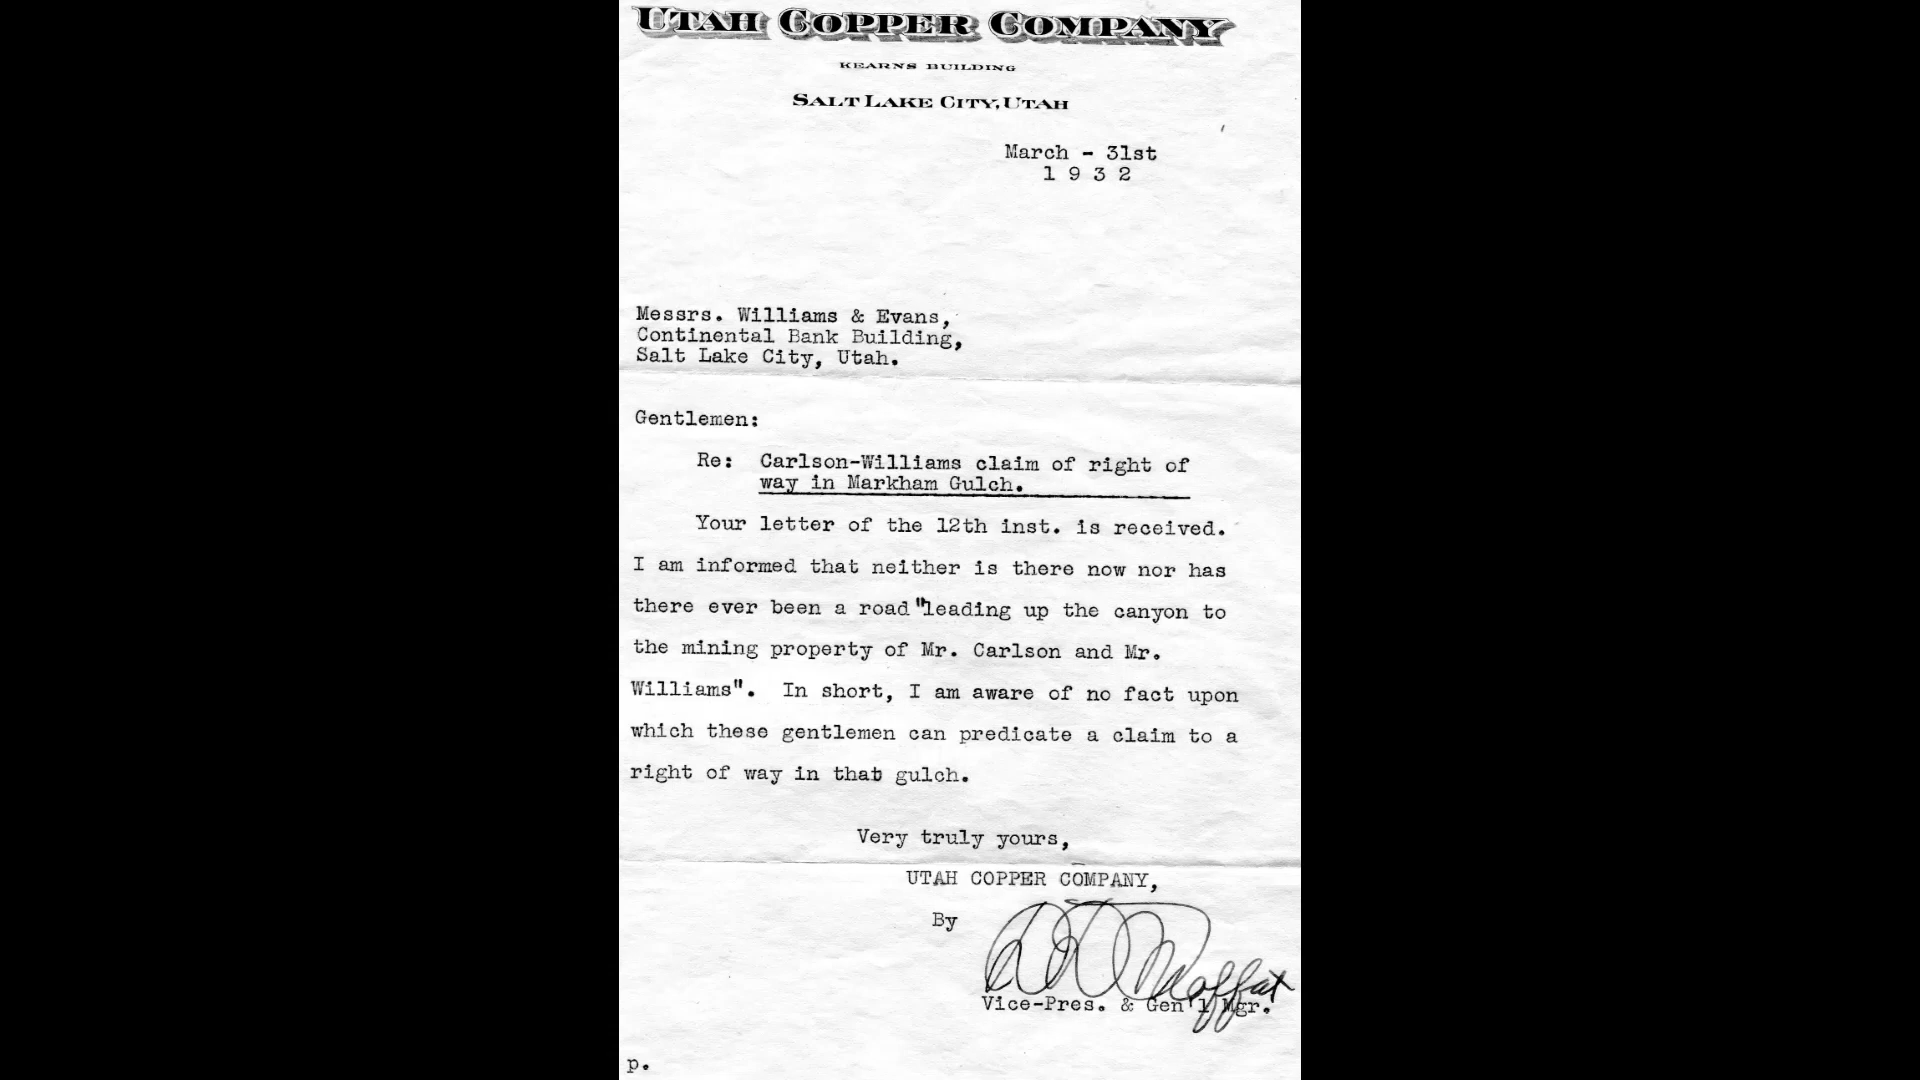 UTAH COPPER COMPANY
KEARNS BUILDING
SALT LAKE CITY, UTAH
March - 31st
1 9 3 2
Messrs. Williams & Evans,
Continental Bank Building,
Salt Lake City, Utah.
Gentlemen:
Re: Carlson-Williams claim of right of
way in Markham Gulch.
Your letter of the 12th inst. is received.
I am informed that neither is there now nor has
there ever been a road "leading up the canyon to
the mining property of Mr. Carlson and Mr.
Williams". In short, I am aware of no fact upon
which these gentlemen can predicate a claim to a
right of way in that gulch.
Very truly yours,
UTAH COPPER COMPANY,
By
Moffat
Vice-Pres. & Gen'l Mgr.
p.